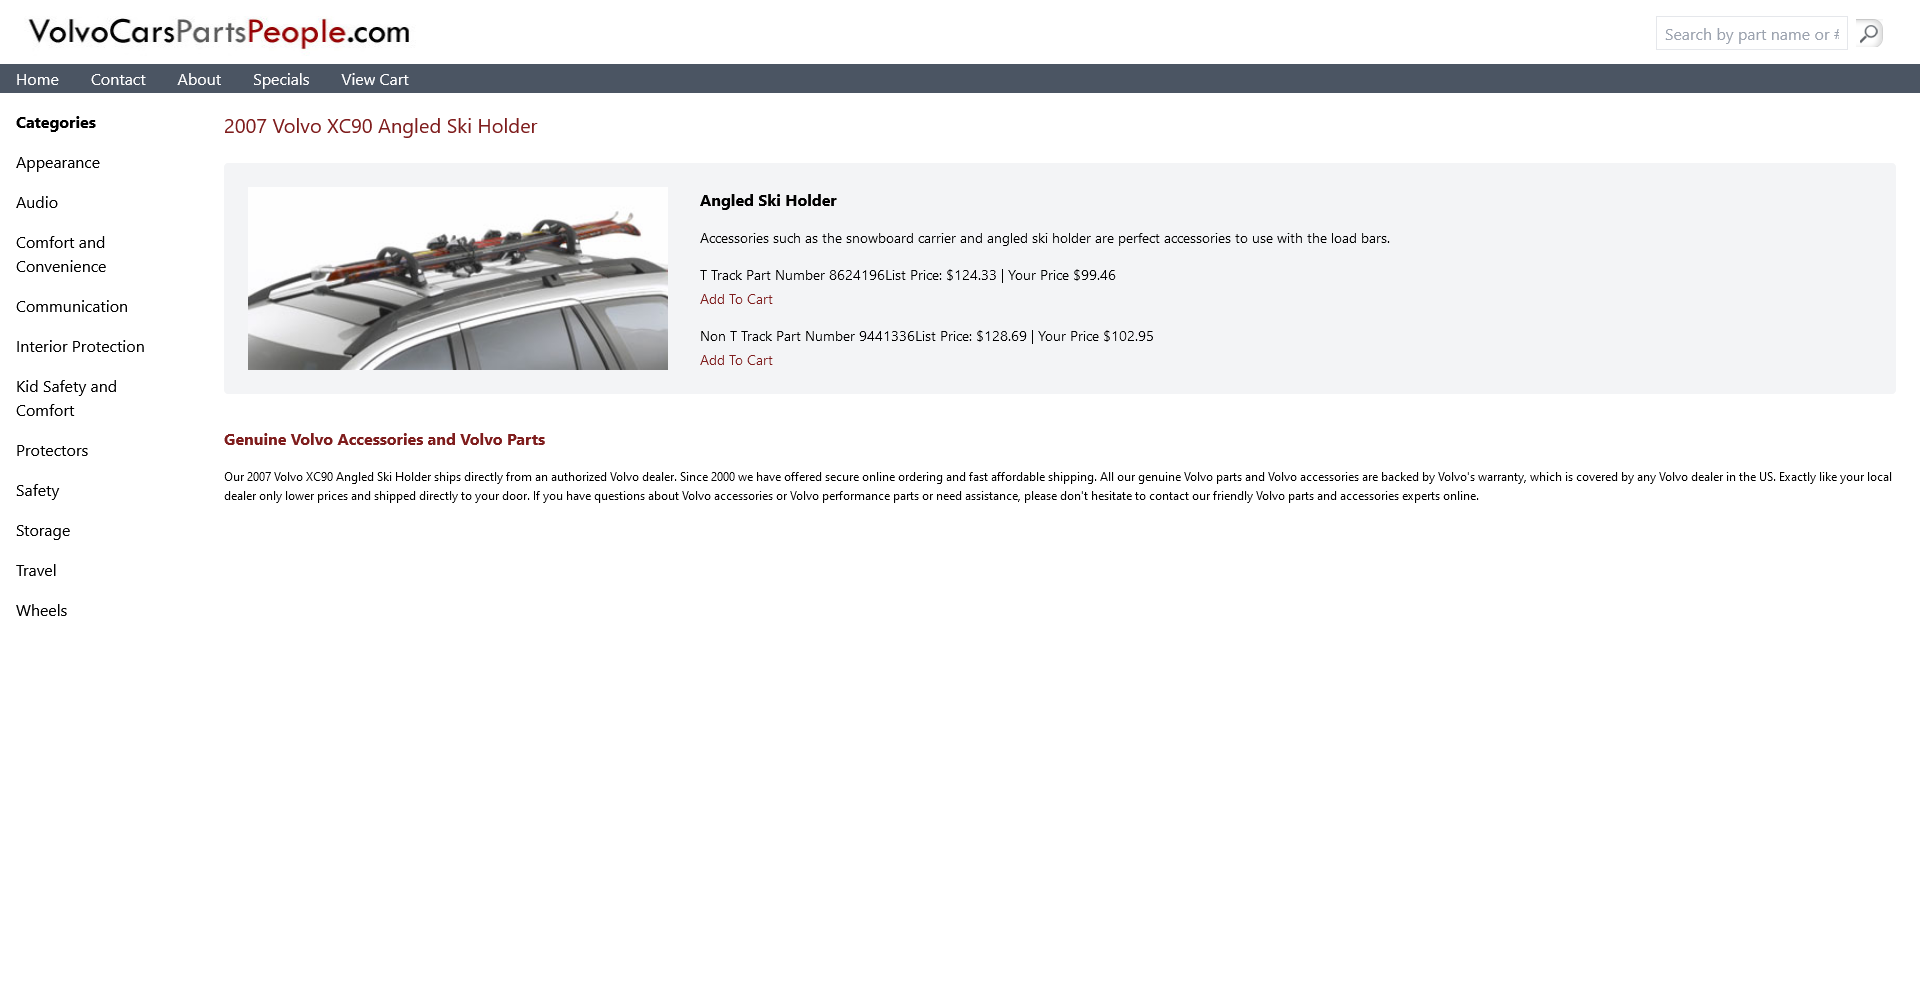 VolvoCarsPartsPeople.com
Search by part name or
Home Contact About Specials View Cart
Categories
Appearance
Audio
Comfort and
Convenience
Communication
Interior Protection
Kid Safety and
Comfort
Protectors
Safety
Storage
Travel
Wheels
2007 Volvo XC90 Angled Ski Holder
Angled Ski Holder
Accessories such as the snowboard carrier and angled ski holder are perfect accessories to use with the load bars.
T Track Part Number 8624196List Price: $124.33 | Your Price $99.46
Add To Cart
Non T Track Part Number 9441336List Price: $128.69 | Your Price $102.95
Add To Cart
Genuine Volvo Accessories and Volvo Parts
Our 2007 Volvo XC90 Angled Ski Holder ships directly from an authorized Volvo dealer. Since 2000 we have offered secure online ordering and fast affordable shipping. All our genuine Volvo parts and Volvo accessories are backed by Volvo's warranty, which is covered by any Volvo dealer in the US. Exactly like your local
dealer only lower prices and shipped directly to your door. If you have questions about Volvo accessories or Volvo performance parts or need assistance, please don't hesitate to contact our friendly Volvo parts and accessories experts online.